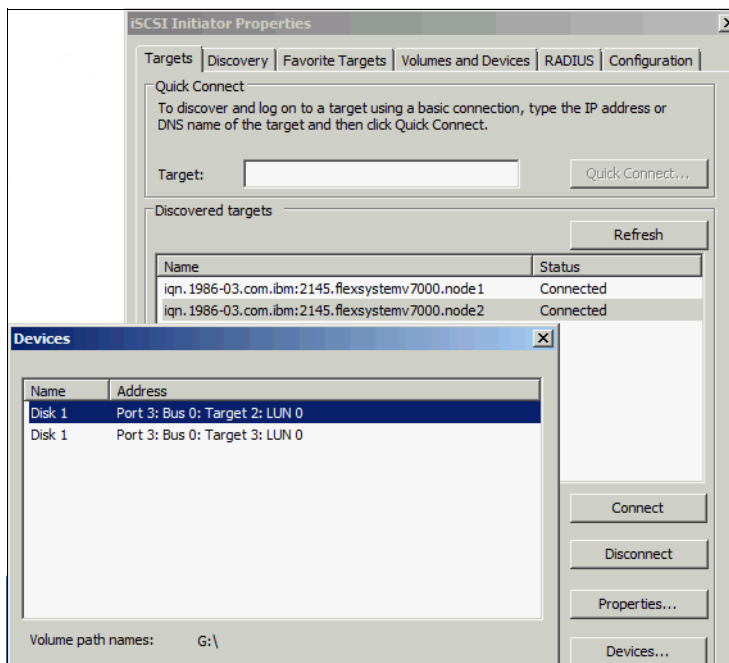 iSCSI Initiator Properties
Targets Discovery Favorite Targets Volumes and Devices RADIUS Configuration
Quick Connect
To discover and log on to a target using a basic connection, type the IP address or
DNS name of the target and then click Quick Connect.
Target:
Quick Connect...
Discovered targets
Refresh
Name Status
iqn.1986-03.com.ibm:2145.flexsystemv7000.node1 Connected
iqn.1986-03.com.ibm:2145.flexsystemv7000.node2 Connected
Devices
Name Address
Disk 1 Port 3: Bus 0: Target 2: LUN 0
Disk 1 Port 3: Bus 0: Target 3: LUN 0
Connect
Disconnect
Properties...
Volume path names: G:\
Devices...